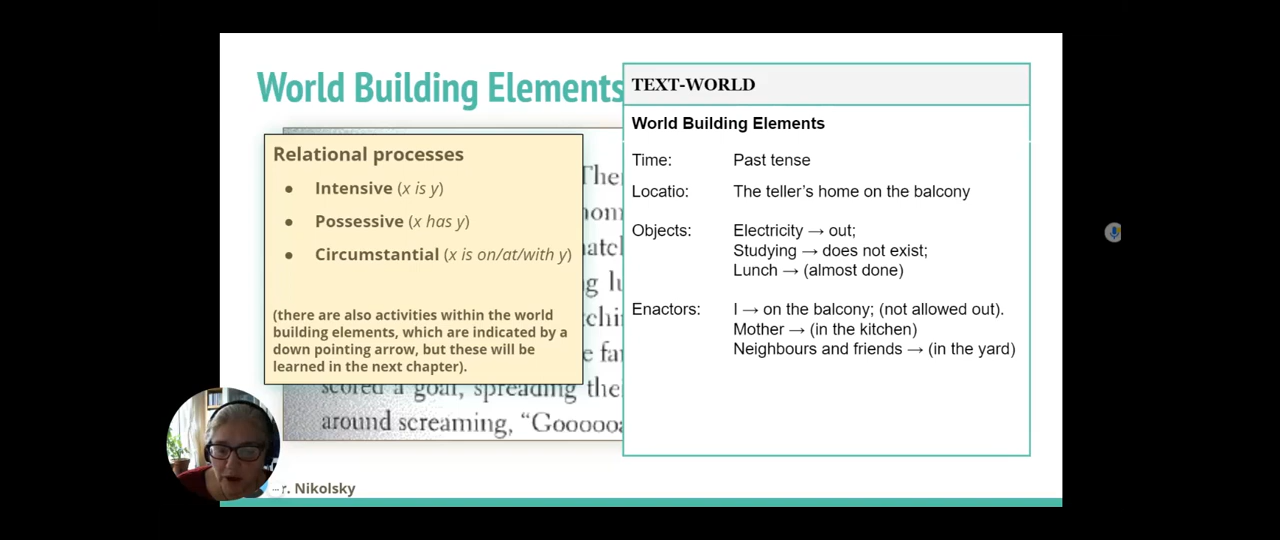 World Building Elements
Relational processes
● Intensive (x is y)
● Possessive (x has y)
● Circumstantial (x is on/at/with y)
(there are also activities within the world
building elements, which are indicated by a
down pointing arrow, but these will be
learned in the next chapter).
scored a goal, spreading the
around screaming, “Gooooo
r. Nikolsky
TEXT-WORLD
World Building Elements
Time: Past tense
Locatio: The teller’s home on the balcony
Objects: Electricity → out;
Studying → does not exist;
Lunch → (almost done)
Enactors: I → on the balcony; (not allowed out).
Mother → (in the kitchen)
Neighbours and friends → (in the yard)